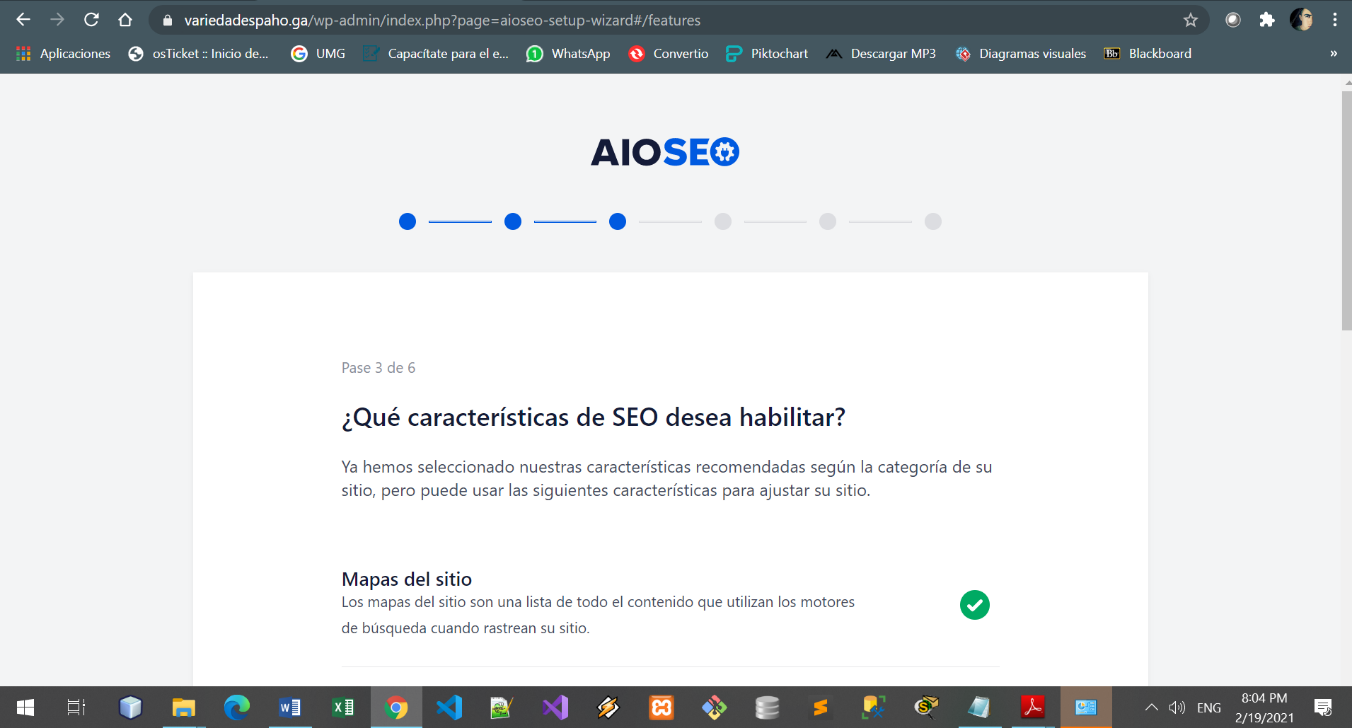 variedadespaho.ga/wp-admin/index.php?page=aioseo-setup-wizard#/features
Aplicaciones osTicket :: Inicio de... UMG Capacítate para el e... WhatsApp Convertio Piktochart Descargar MP3 Diagramas visuales Bb Blackboard »
AIOSEO
Pase 3 de 6
¿Qué características de SEO desea habilitar?
Ya hemos seleccionado nuestras características recomendadas según la categoría de su
sitio, pero puede usar las siguientes características para ajustar su sitio.
Mapas del sitio
Los mapas del sitio son una lista de todo el contenido que utilizan los motores
de búsqueda cuando rastrean su sitio.
ENG
8:04 PM
2/19/2021